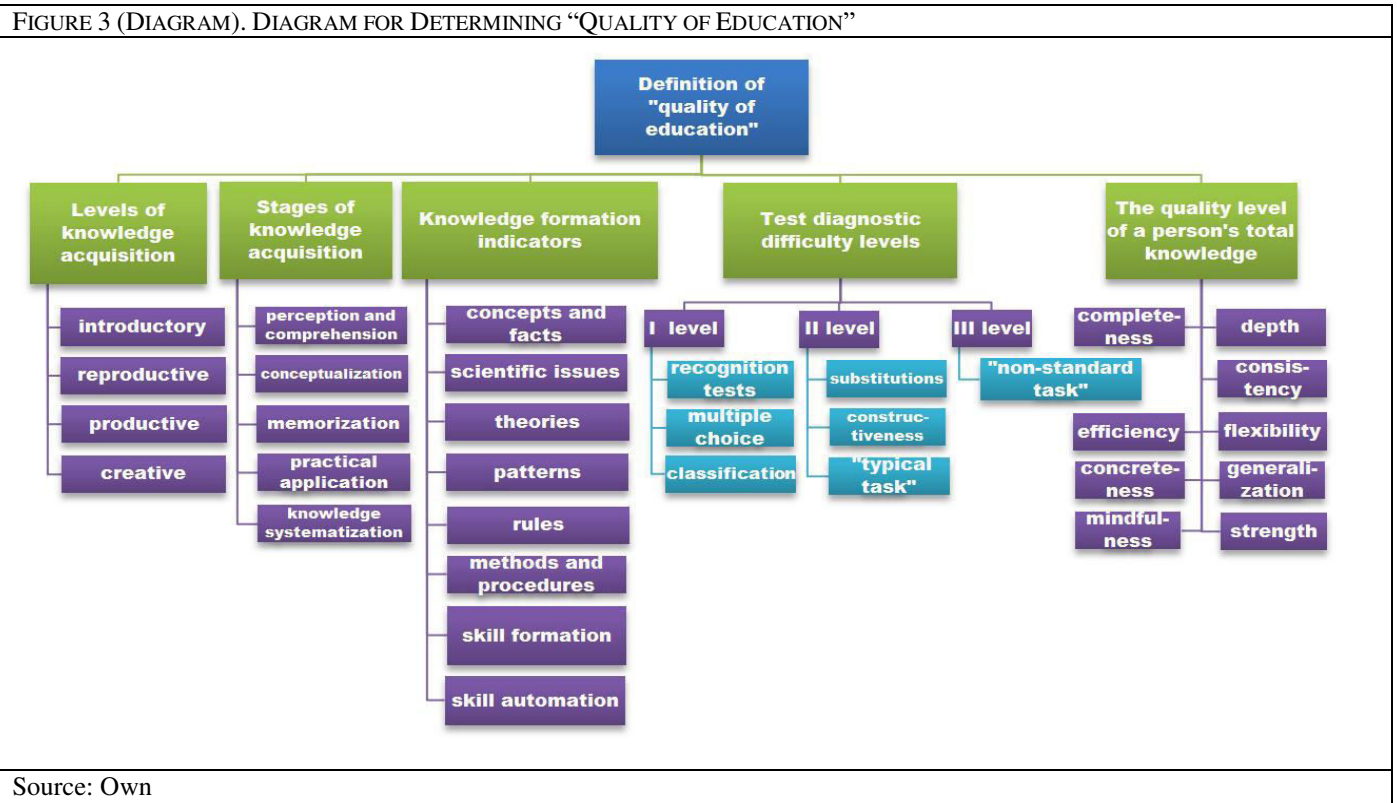 FIGURE 3 (DIAGRAM). DIAGRAM FOR DETERMINING “QUALITY OF EDUCATION”
Definition of
"quality of
education"
Levels of
knowledge
acquisition
introductory
reproductive
productive
creative
Stages of
knowledge
acquisition
perception and
comprehension
conceptualization
memorization
practical
application
knowledge
systematization
Knowledge formation
indicators
concepts and
facts
scientific issues
theories
patterns
rules
methods and
procedures
skill formation
skill automation
Test diagnostic
difficulty levels
I level
recognition
tests
multiple
choice
classification
II level
substitutions
construc-
tiveness
"typical
task"
III level
"non-standard
task"
The quality level
of a person's total
knowledge
complete-
ness
depth
consis-
tency
efficiency
flexibility
concrete-
ness
generali-
zation
mindful-
ness
strength
Source: Own